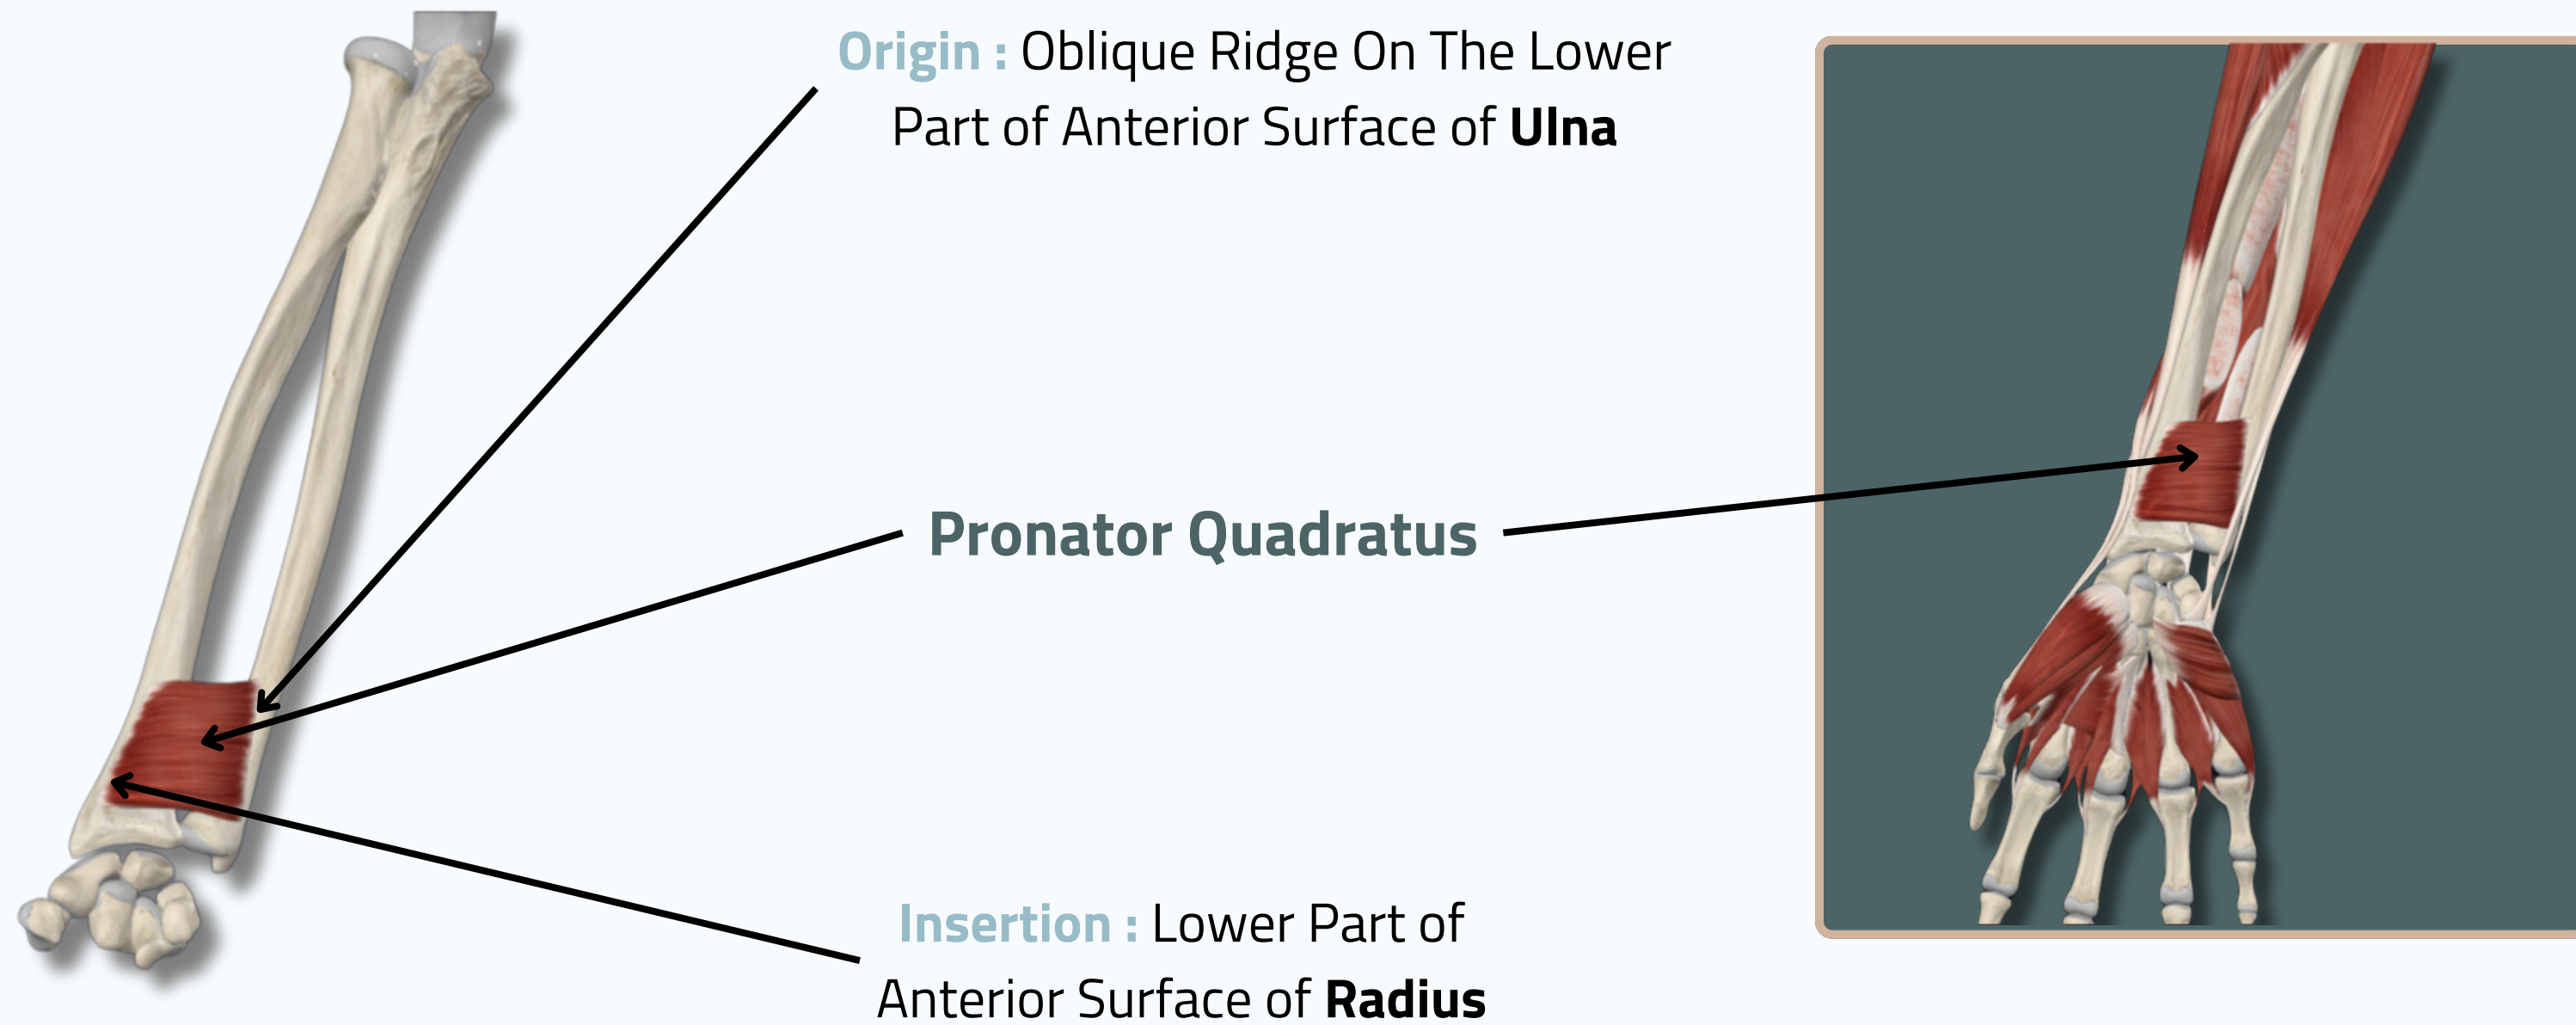 Origin : Oblique Ridge On The Lower
Part of Anterior Surface of Ulna
Pronator Quadratus
Insertion : Lower Part of
Anterior Surface of Radius